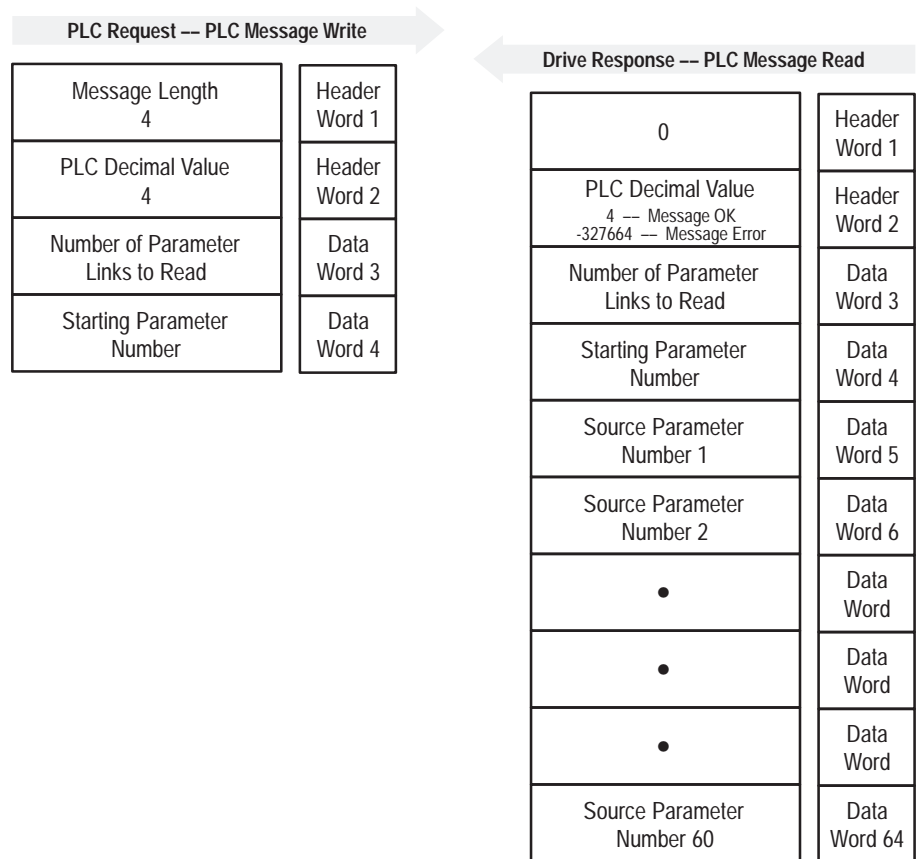 PLC Request –– PLC Message Write
Message Length
4
Header
Word 1
PLC Decimal Value
4
Header
Word 2
Number of Parameter
Links to Read
Data
Word 3
Starting Parameter
Number
Data
Word 4
Drive Response –– PLC Message Read
0
Header
Word 1
PLC Decimal Value
4 –– Message OK
-327664 –– Message Error
Header
Word 2
Number of Parameter
Links to Read
Data
Word 3
Starting Parameter
Number
Data
Word 4
Source Parameter
Number 1
Data
Word 5
Source Parameter
Number 2
Data
Word 6
•
Data
Word
•
Data
Word
•
Data
Word
Source Parameter
Number 60
Data
Word 64